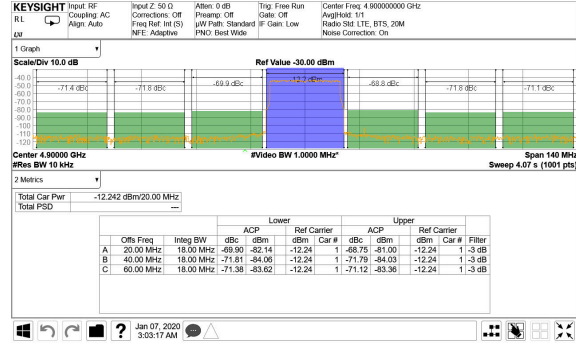 KEYSIGHT Input: RF Input Z: 50 Ω Atten: 0 dB Trig: Free Run Center Freq: 4.900000000 GHz
RL Coupling: AC Corrections: Off Preamp: Off Gate: Off Avg|Hold: 1/1
Align: Auto Freq Ref: Int (S) µW Path: Standard IF Gain: Low Radio Std: LTE, BTS, 20M
LXI NFE: Adaptive PNO: Best Wide Noise Correction: On
1 Graph
Scale/Div 10.0 dB Ref Value -30.00 dBm
-40.0
-50.0 -71.4 dBc -71.8 dBc -69.9 dBc -12.2 dBm -68.8 dBc -71.8 dBc -71.1 dBc
-60.0
-70.0
-80.0
-90.0
-100
-110
-120
Center 4.90000 GHz #Video BW 1.0000 MHz* Span 140 MHz
#Res BW 10 kHz Sweep 4.07 s (1001 pts)
2 Metrics
Total Car Pwr -12.242 dBm/20.00 MHz
Total PSD ---
Lower Upper
ACP Ref Carrier ACP Ref Carrier
Offs Freq Integ BW dBc dBm dBm Car # dBc dBm dBm Car # Filter
A 20.00 MHz 18.00 MHz -69.90 -82.14 -12.24 1 -68.75 -81.00 -12.24 1 -3 dB
B 40.00 MHz 18.00 MHz -71.81 -84.06 -12.24 1 -71.79 -84.03 -12.24 1 -3 dB
C 60.00 MHz 18.00 MHz -71.38 -83.62 -12.24 1 -71.12 -83.36 -12.24 1 -3 dB
? Jan 07, 2020
3:03:17 AM